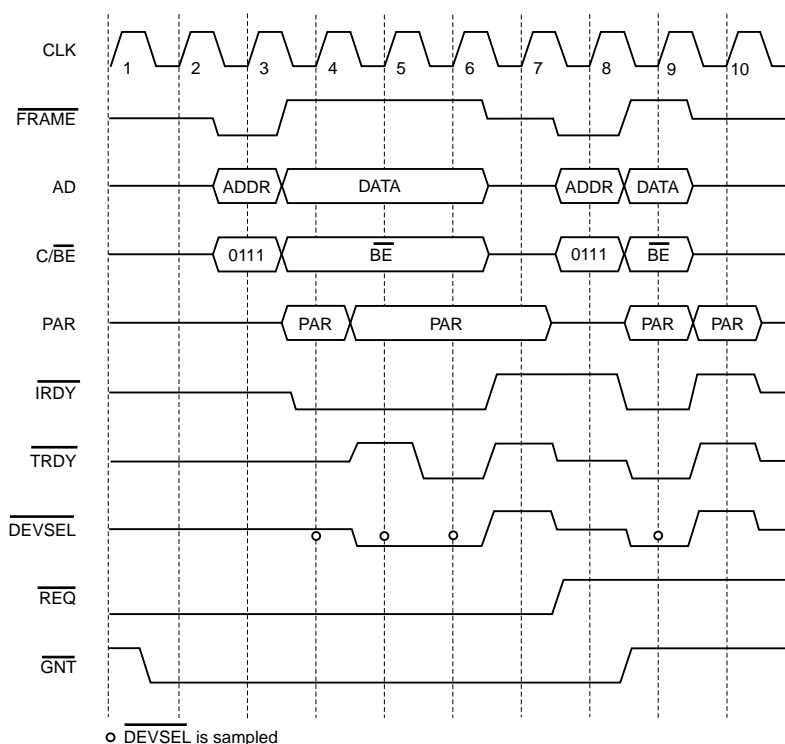 CLK
1 2 3 4 5 6 7 8 9 10
FRAME
AD
ADDR DATA ADDR DATA
C/BE
0111 BE 0111 BE
PAR
PAR PAR PAR PAR
IRDY
TRDY
DEVSEL
REQ
GNT
DEVSEL is sampled